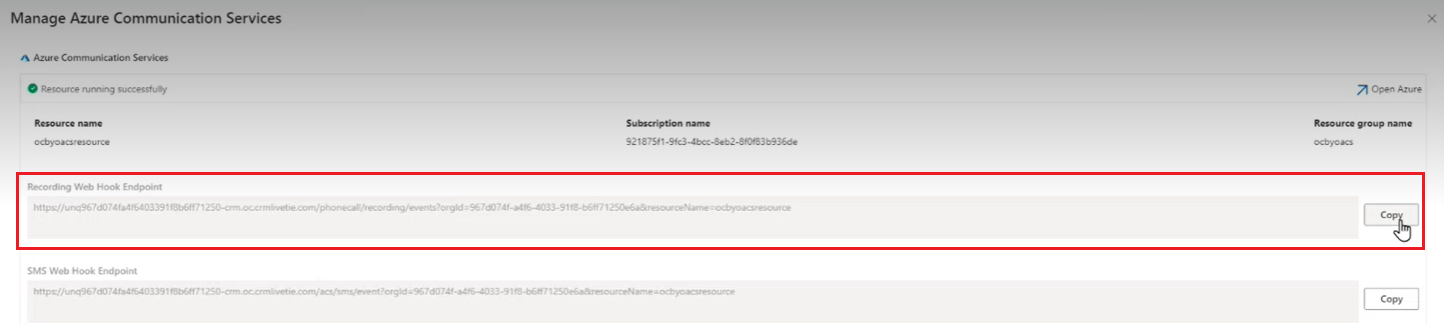 Manage Azure Communication Services
Azure Communication Services
Resource running successfully
Open Azure
Resource name
Subscription name
Resource group name
ocbyoacsresource
921875f1-9fc3-4bcc-8eb2-8f0f83b936de
ocbyoacs
Recording Web Hook Endpoint
https://unq967d074fa4f6403391f8b6ff71250-crm.oc.crmlivetie.com/phonecall/recording/events?orgId=967d074f-a4f6-4033-91f8-b6ff71250e6a&resourceName=ocbyoacsresource
Copy
SMS Web Hook Endpoint
https://unq967d074fa4f6403391f8b6ff71250-crm.oc.crmlivetie.com/acs/sms/event?orgId=967d074f-a4f6-4033-91f8-b6ff71250e6a&resourceName=ocbyoacsresource
Copy